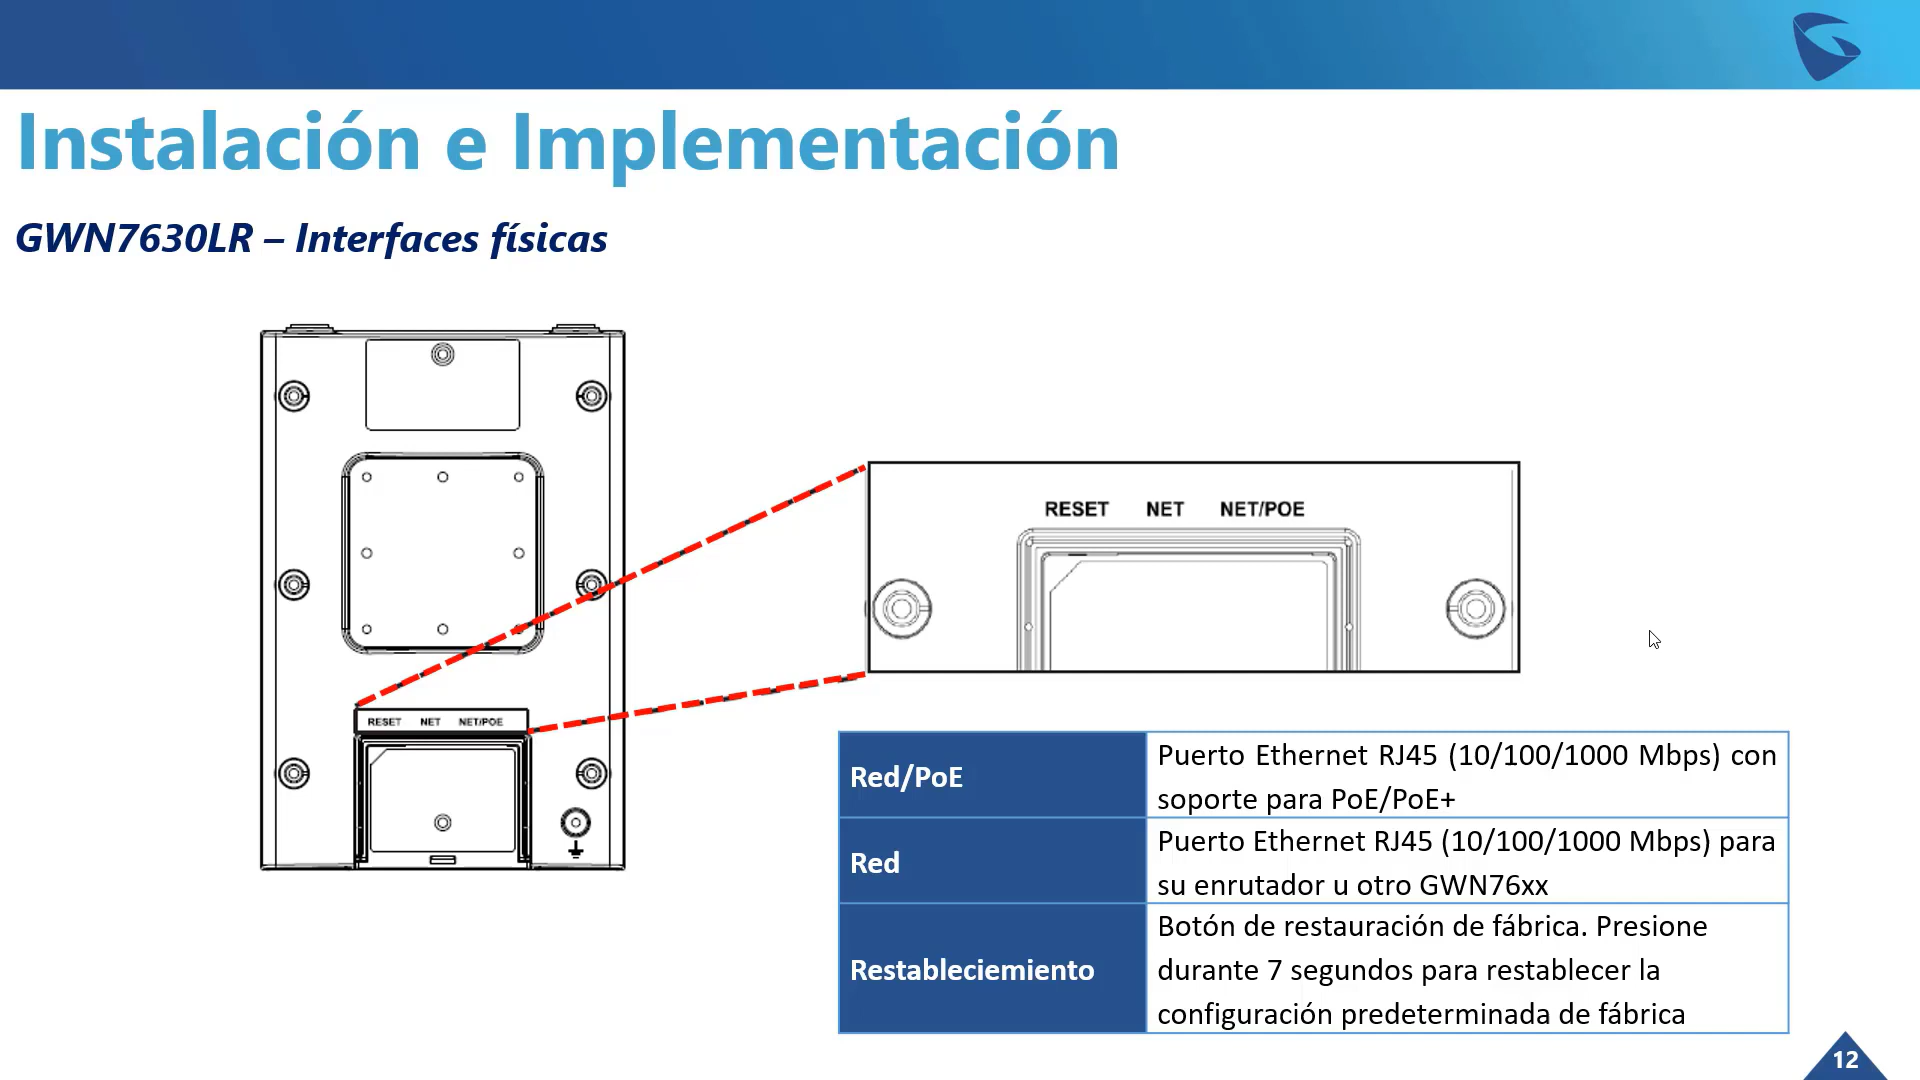 Instalación e Implementación
GWN7630LR – Interfaces físicas
RESET NET NET/POE
RESET NET NET/POE
Red/PoE
Puerto Ethernet RJ45 (10/100/1000 Mbps) con
soporte para PoE/PoE+
Red
Puerto Ethernet RJ45 (10/100/1000 Mbps) para
su enrutador u otro GWN76xx
Restableciemiento
Botón de restauración de fábrica. Presione
durante 7 segundos para restablecer la
configuración predeterminada de fábrica
12